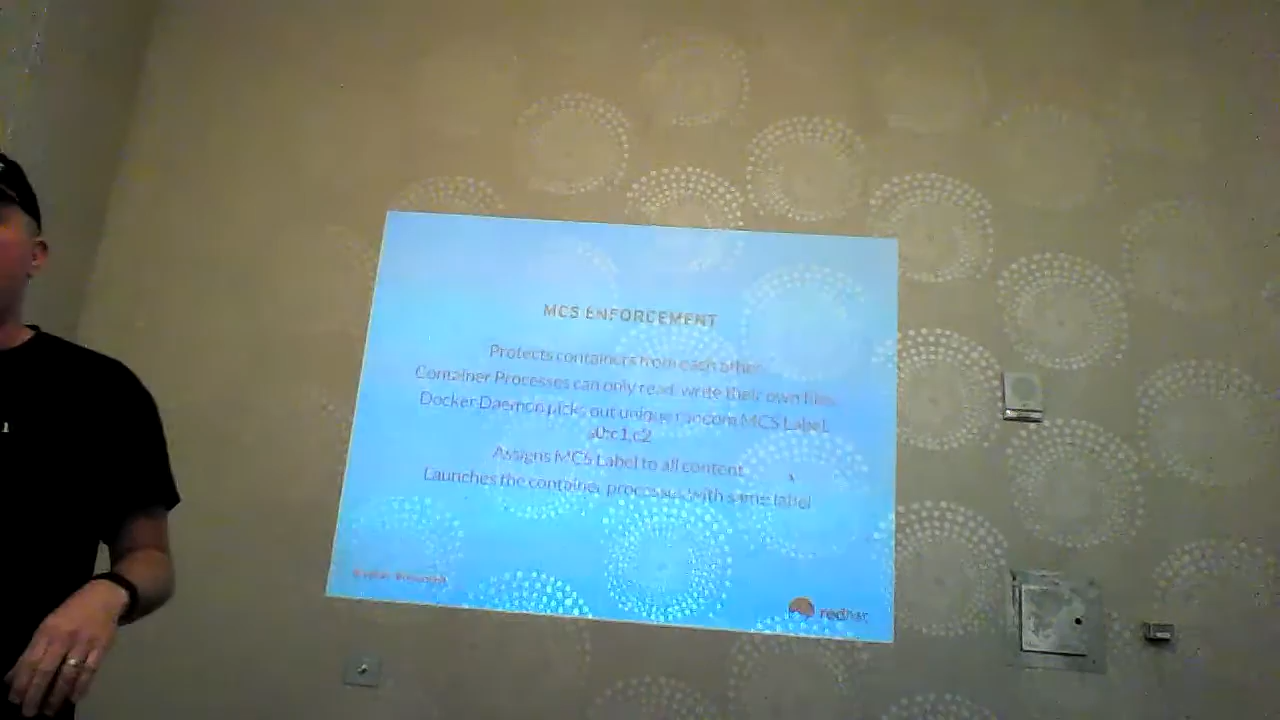 MCS ENFORCEMENT
Protects containers from each other
Container Processes can only read/write their own files
Docker Daemon picks out unique random MCS Label.
s0:c1,c2
Assigns MCS Label to all content
Launches the container processes with same label
redhat